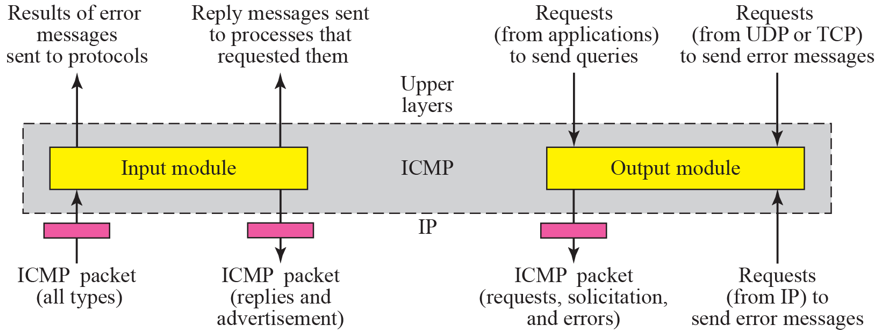 Results of error
messages
sent to protocols
Reply messages sent
to processes that
requested them
Requests
(from applications)
to send queries
Requests
(from UDP or TCP)
to send error messages
Upper
layers
Input module
ICMP
Output module
IP
ICMP packet
(all types)
ICMP packet
(replies and
advertisement)
ICMP packet
(requests, solicitation,
and errors)
Requests
(from IP) to
send error messages